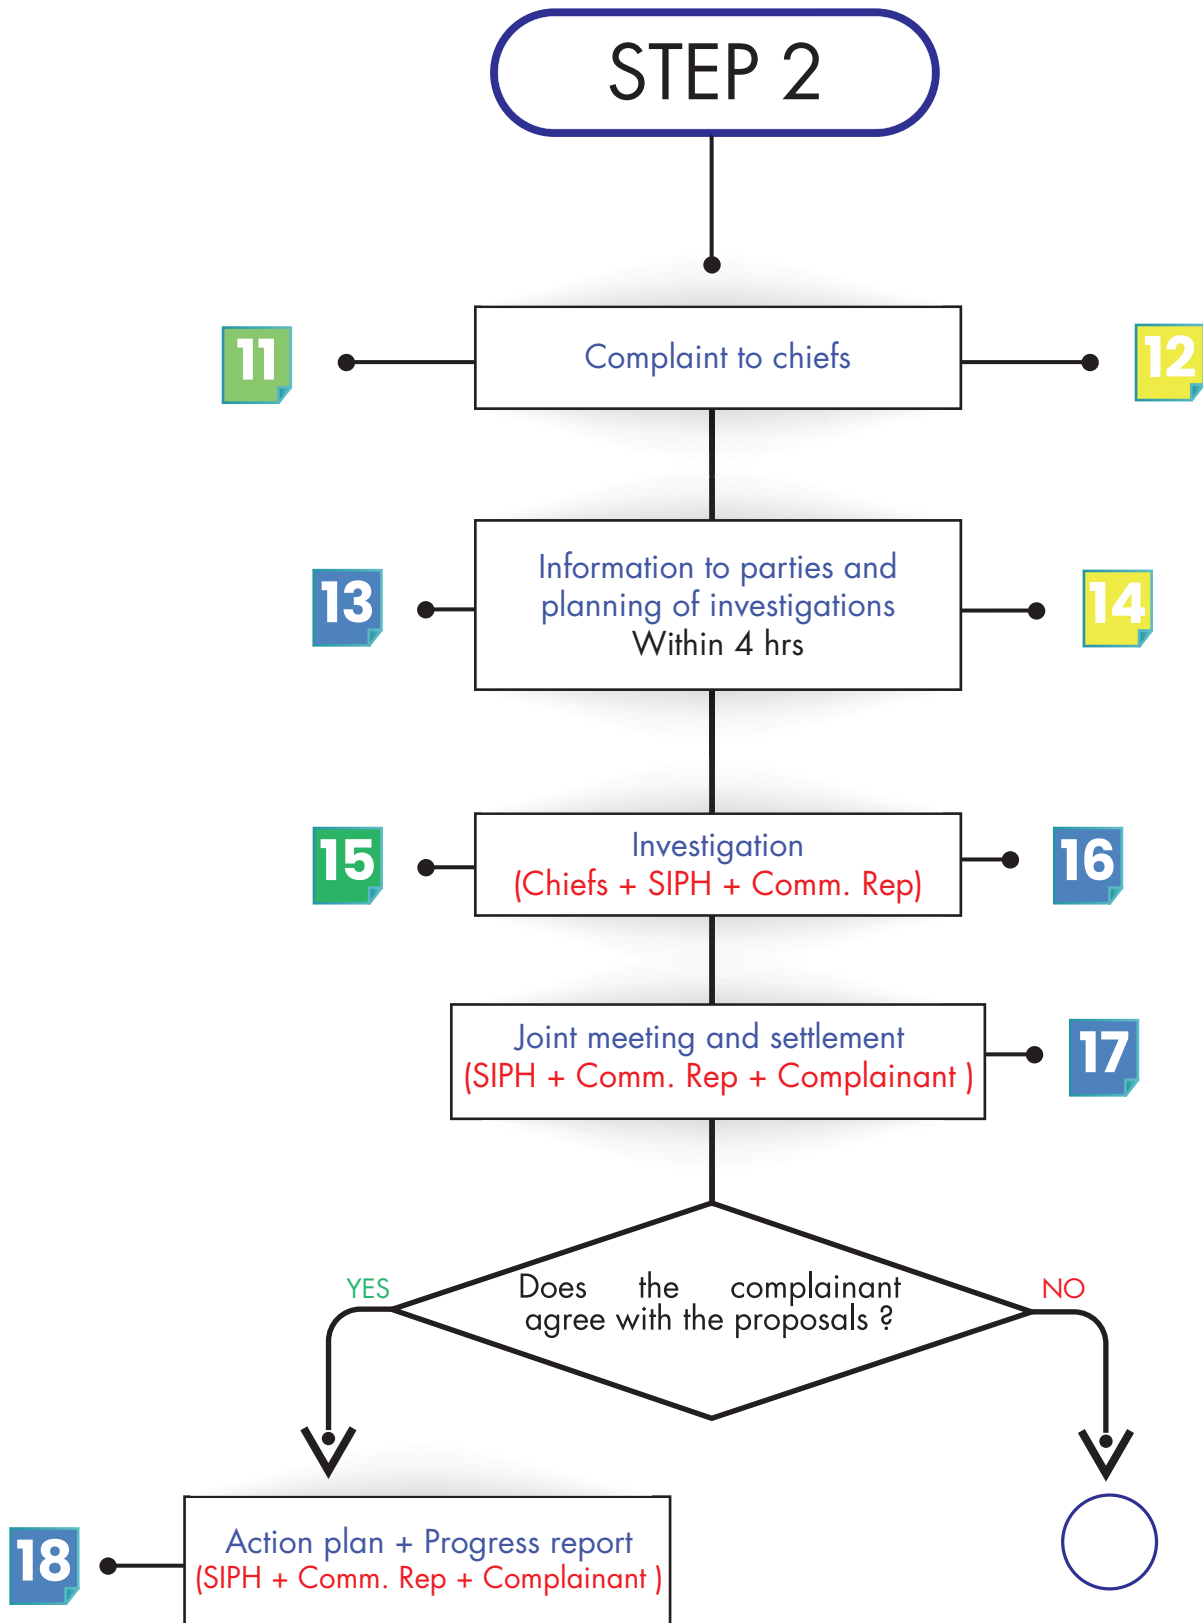 STEP 2
11
Complaint to chiefs
12
13
Information to parties and
planning of investigations
Within 4 hrs
14
15
Investigation
(Chiefs + SIPH + Comm. Rep)
16
Joint meeting and settlement
(SIPH + Comm. Rep + Complainant )
17
YES
Does the complainant
agree with the proposals ?
NO
18
Action plan + Progress report
(SIPH + Comm. Rep + Complainant )